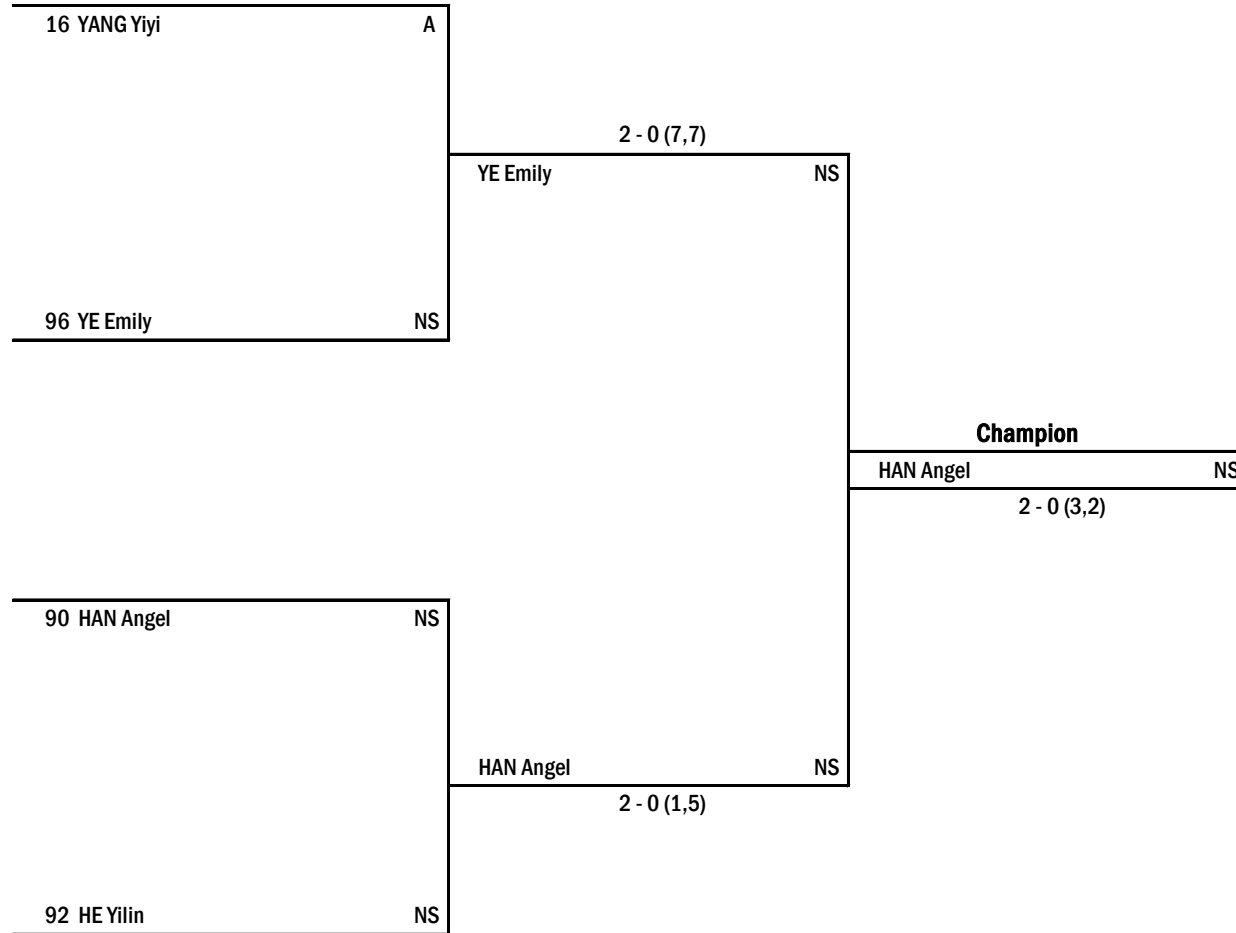 16 YANG Yiyi A
2 - 0 (7,7)
YE Emily NS
96 YE Emily NS
Champion
HAN Angel NS
2 - 0 (3,2)
90 HAN Angel NS
HAN Angel NS
2 - 0 (1,5)
92 HE Yilin NS